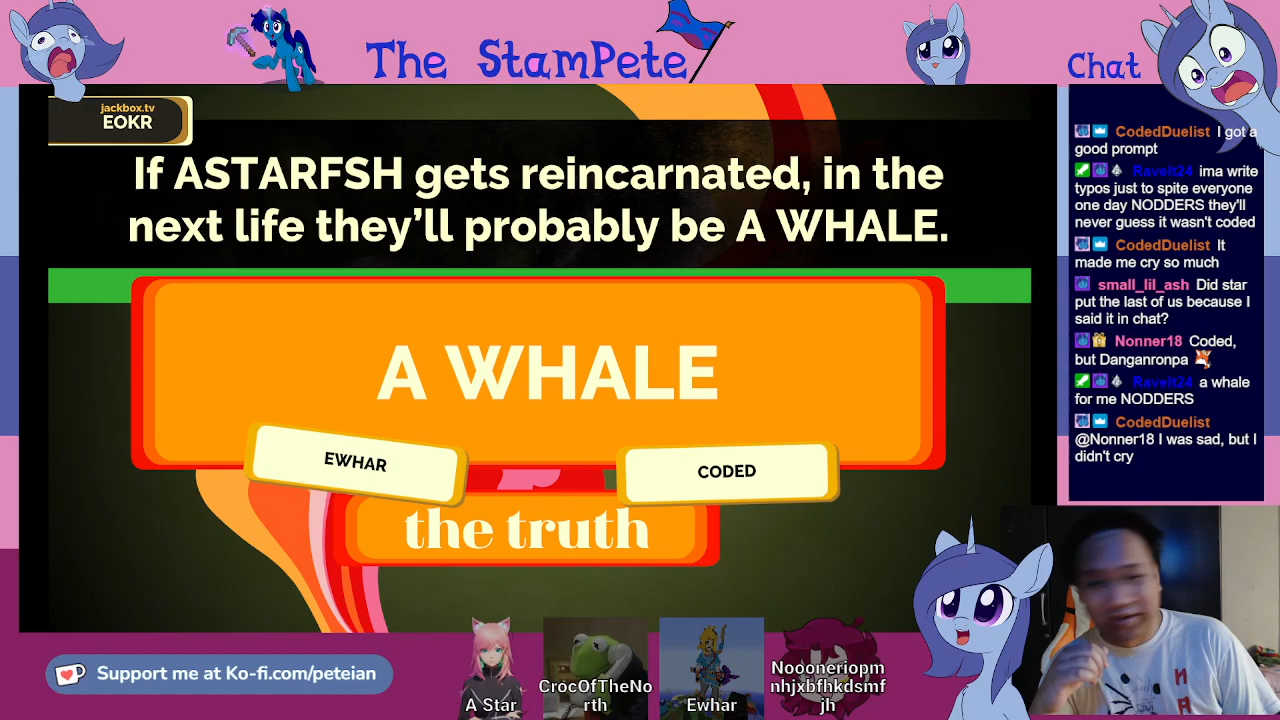 The StamPete
Chat
jackbox.tv
EOKR
If ASTARFSH gets reincarnated, in the
next life they’ll probably be A WHALE.
A WHALE
EWHAR
CODED
the truth
CodedDuelist I got a
good prompt
Ravelt24 ima write
typos just to spite everyone
one day NODDERS they'll
never guess it wasn't coded
CodedDuelist It
made me cry so much
small_lil_ash Did star
put the last of us because I
said it in chat?
Nonner18 Coded,
but Danganronpa
Ravelt24 a whale
for me NODDERS
CodedDuelist
@Nonner18 I was sad, but I
didn't cry
Support me at Ko-fi.com/peteian
A Star
CrocOfTheNo
rth
Ewhar
Noooneriopm
nhjxbfhkdsmf
jh